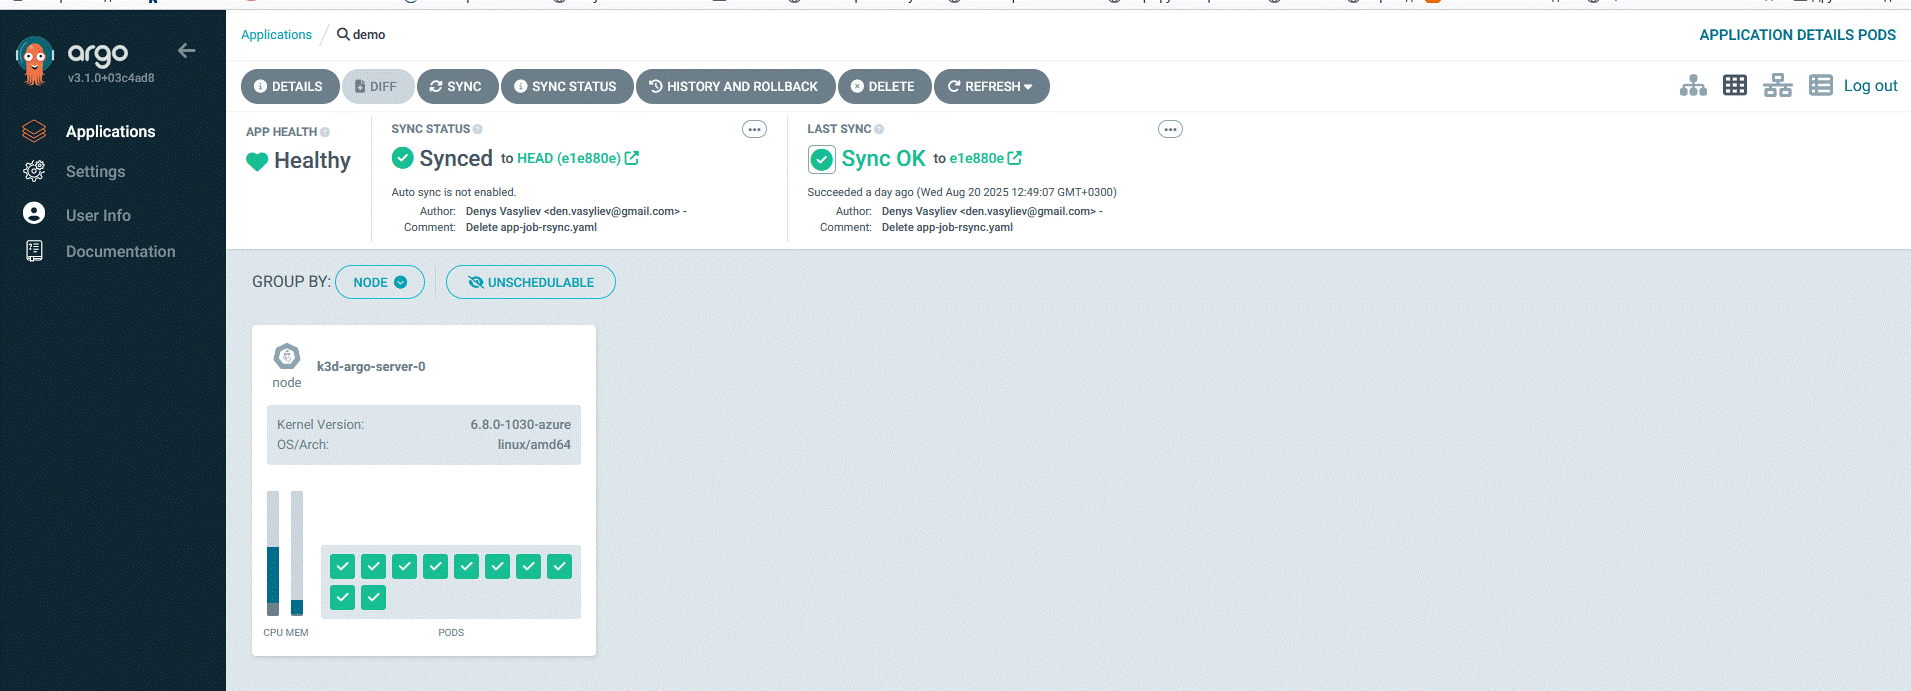 argo
v3.1.0+03c4ad8
Applications
Settings
User Info
Documentation
Applications / demo
APPLICATION DETAILS PODS
DETAILS DIFF SYNC SYNC STATUS HISTORY AND ROLLBACK DELETE REFRESH
Log out
APP HEALTH
Healthy
SYNC STATUS
Synced to HEAD (e1e880e)
Auto sync is not enabled.
Author: Denys Vasyliev <den.vasyliev@gmail.com> -
Comment: Delete app-job-rsync.yaml
LAST SYNC
Sync OK to e1e880e
Succeeded a day ago (Wed Aug 20 2025 12:49:07 GMT+0300)
Author: Denys Vasyliev <den.vasyliev@gmail.com> -
Comment: Delete app-job-rsync.yaml
GROUP BY: NODE UNSCHEDULABLE
k3d-argo-server-0
node
Kernel Version: 6.8.0-1030-azure
OS/Arch: linux/amd64
CPU MEM PODS